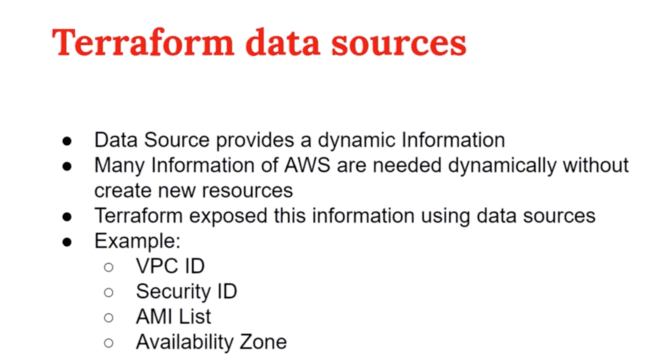 Terraform data sources
● Data Source provides a dynamic Information
● Many Information of AWS are needed dynamically without
create new resources
● Terraform exposed this information using data sources
● Example:
○ VPC ID
○ Security ID
○ AMI List
○ Availability Zone